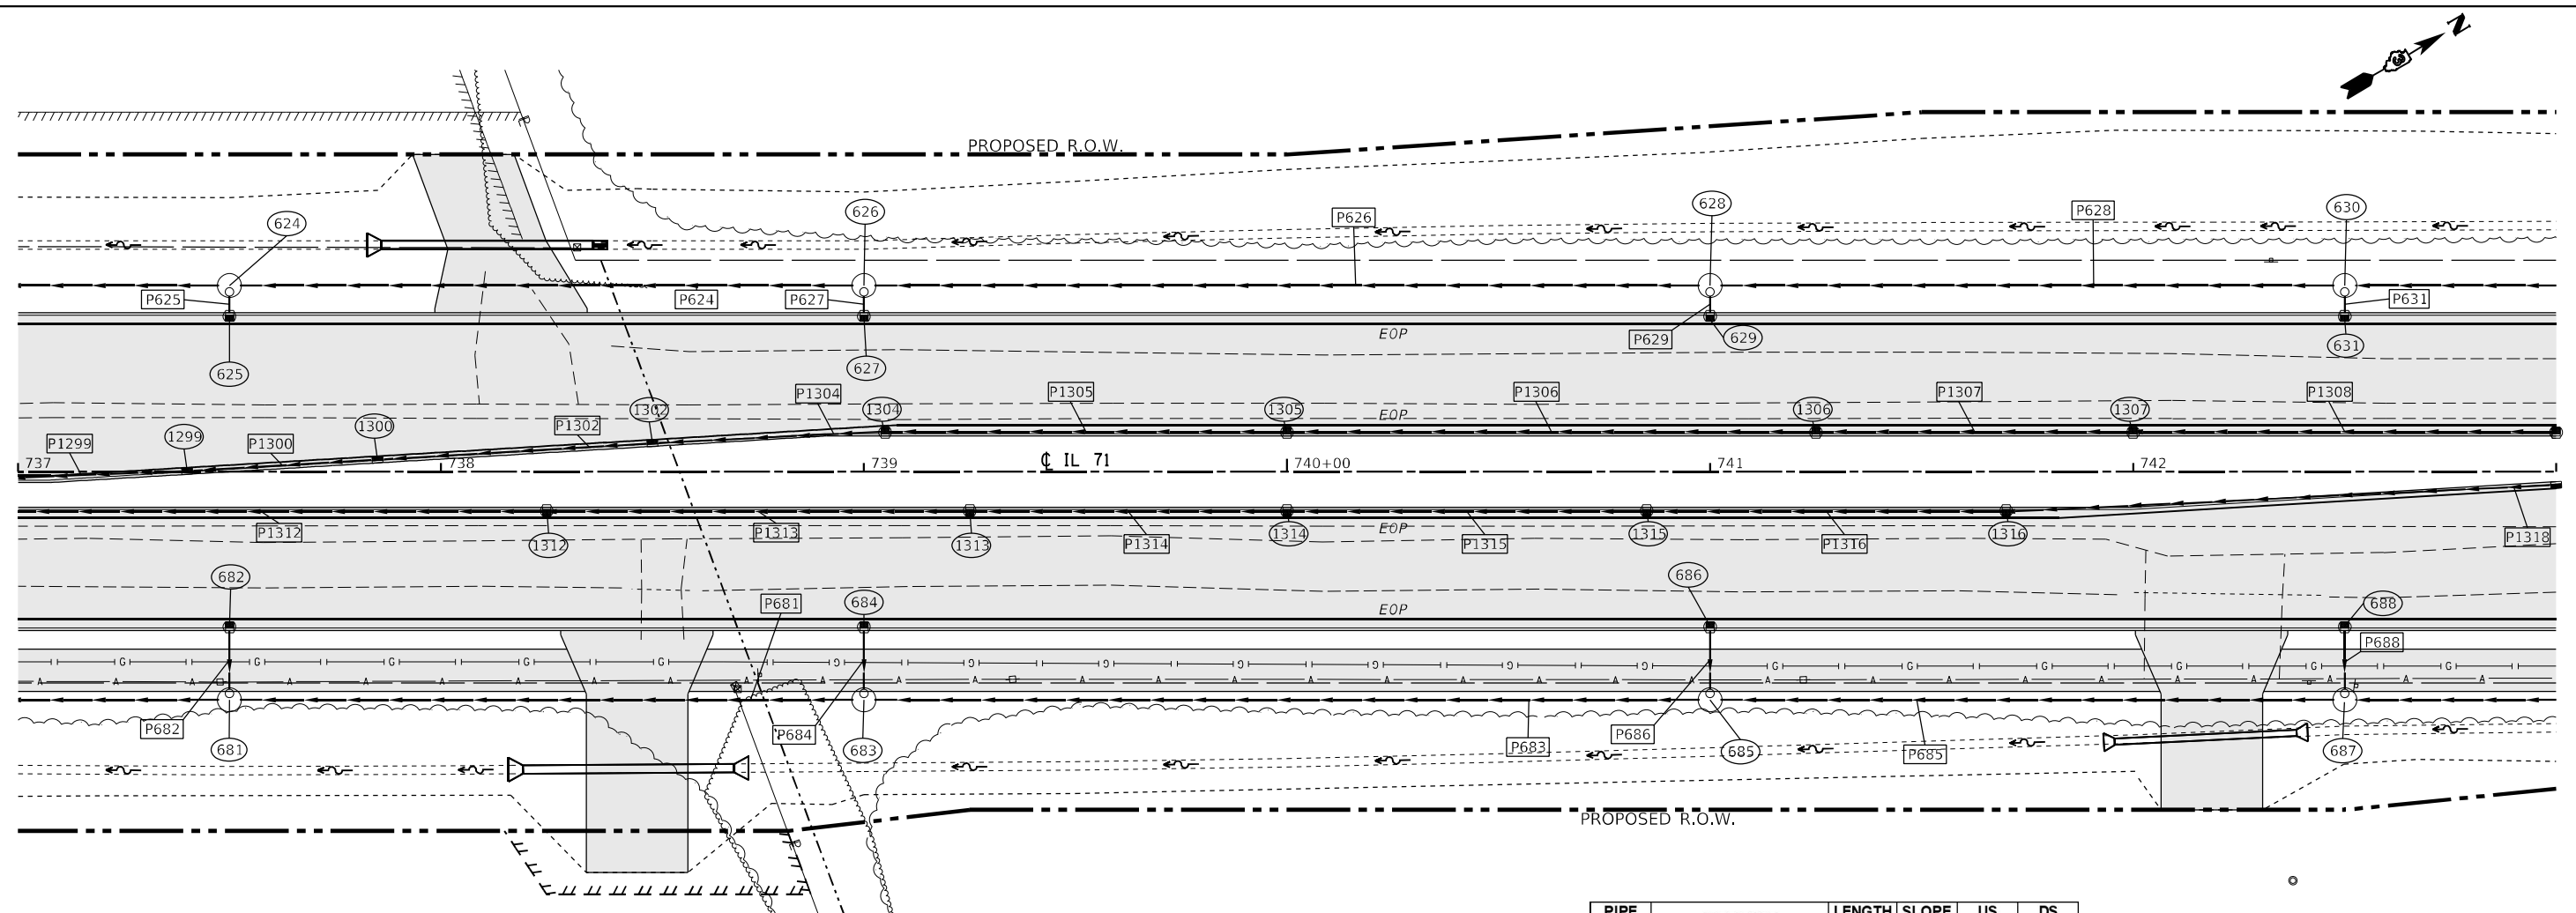 N
PROPOSED R.O.W.
624
626
P626
628
P628
630
P625
P624
P627
P629
629
P631
EOP
625
627
631
P1299
1299
P1300
1300
P1302
1302
P1304
1304
P1305
EOP
1305
P1306
1306
P1307
1307
P1308
737
738
739
℄ IL 71
740+00
741
742
P1312
1312
P1313
1313
P1314
1314
EOP
P1315
1315
P1316
1316
P1318
682
P681
684
EOP
686
688
P688
G G G G G G G G G G G G G G G G G G
A A A A A A A A A A A A A A A A A A A A A A A A A A A A A A A A A
P682
681
P684
683
P683
P686
685
P685
687
PROPOSED R.O.W.
PIPE LENGTH SLOPE US DS